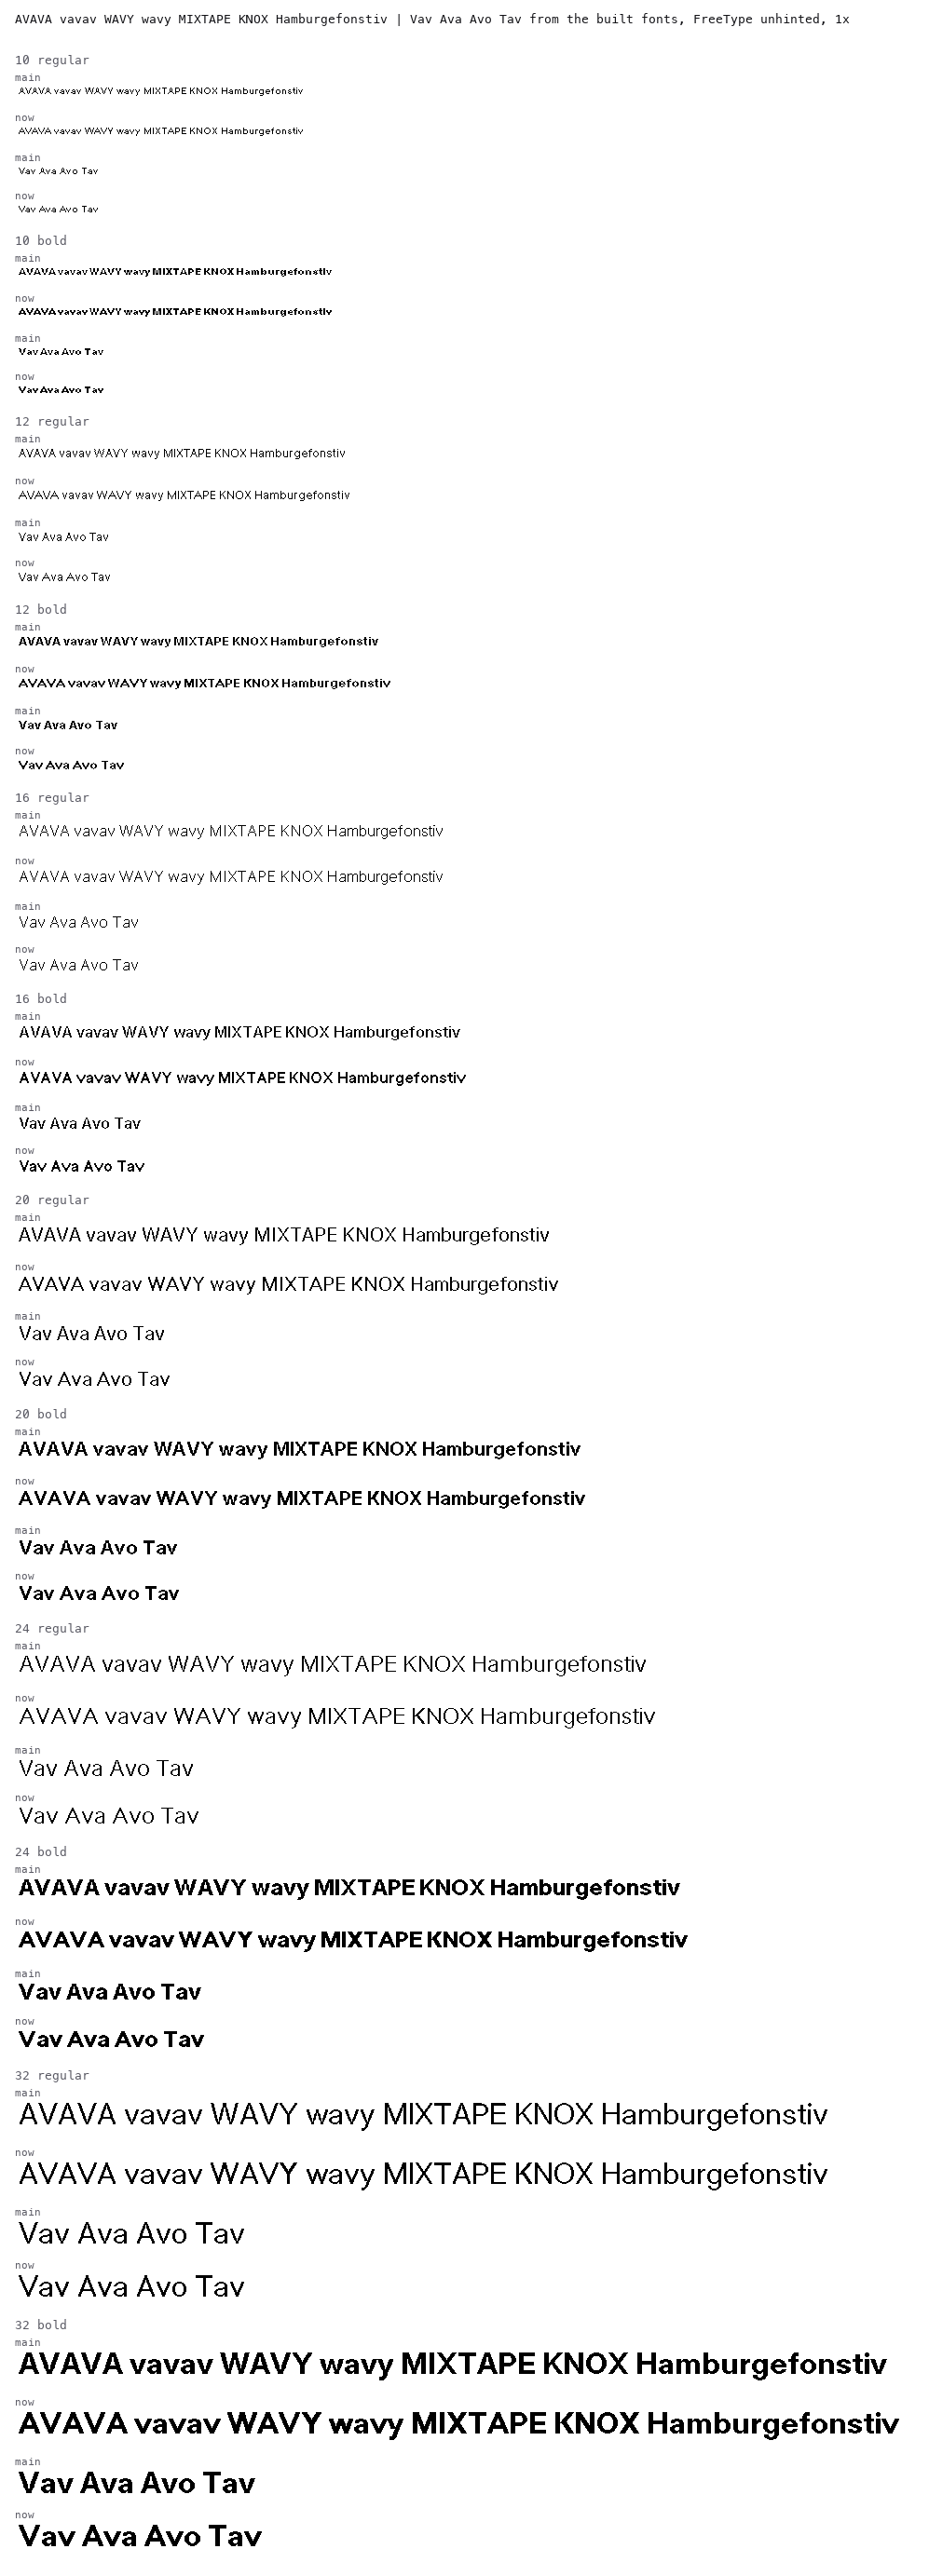 AVAVA vavav WAVY wavy MIXTAPE KNOX Hamburgefonstiv | Vav Ava Avo Tav from the built fonts, FreeType unhinted, 1x
10 regular
main
AVAVA vavav WAVY wavy MIXTAPE KNOX Hamburgefonstiv
now
AVAVA vavav WAVY wavy MIXTAPE KNOX Hamburgefonstiv
main
Vav Ava Avo Tav
now
Vav Ava Avo Tav
10 bold
main
AVAVA vavav WAVY wavy MIXTAPE KNOX Hamburgefonstiv
now
AVAVA vavav WAVY wavy MIXTAPE KNOX Hamburgefonstiv
main
Vav Ava Avo Tav
now
Vav Ava Avo Tav
12 regular
main
AVAVA vavav WAVY wavy MIXTAPE KNOX Hamburgefonstiv
now
AVAVA vavav WAVY wavy MIXTAPE KNOX Hamburgefonstiv
main
Vav Ava Avo Tav
now
Vav Ava Avo Tav
12 bold
main
AVAVA vavav WAVY wavy MIXTAPE KNOX Hamburgefonstiv
now
AVAVA vavav WAVY wavy MIXTAPE KNOX Hamburgefonstiv
main
Vav Ava Avo Tav
now
Vav Ava Avo Tav
16 regular
main
AVAVA vavav WAVY wavy MIXTAPE KNOX Hamburgefonstiv
now
AVAVA vavav WAVY wavy MIXTAPE KNOX Hamburgefonstiv
main
Vav Ava Avo Tav
now
Vav Ava Avo Tav
16 bold
main
AVAVA vavav WAVY wavy MIXTAPE KNOX Hamburgefonstiv
now
AVAVA vavav WAVY wavy MIXTAPE KNOX Hamburgefonstiv
main
Vav Ava Avo Tav
now
Vav Ava Avo Tav
20 regular
main
AVAVA vavav WAVY wavy MIXTAPE KNOX Hamburgefonstiv
now
AVAVA vavav WAVY wavy MIXTAPE KNOX Hamburgefonstiv
main
Vav Ava Avo Tav
now
Vav Ava Avo Tav
20 bold
main
AVAVA vavav WAVY wavy MIXTAPE KNOX Hamburgefonstiv
now
AVAVA vavav WAVY wavy MIXTAPE KNOX Hamburgefonstiv
main
Vav Ava Avo Tav
now
Vav Ava Avo Tav
24 regular
main
AVAVA vavav WAVY wavy MIXTAPE KNOX Hamburgefonstiv
now
AVAVA vavav WAVY wavy MIXTAPE KNOX Hamburgefonstiv
main
Vav Ava Avo Tav
now
Vav Ava Avo Tav
24 bold
main
AVAVA vavav WAVY wavy MIXTAPE KNOX Hamburgefonstiv
now
AVAVA vavav WAVY wavy MIXTAPE KNOX Hamburgefonstiv
main
Vav Ava Avo Tav
now
Vav Ava Avo Tav
32 regular
main
AVAVA vavav WAVY wavy MIXTAPE KNOX Hamburgefonstiv
now
AVAVA vavav WAVY wavy MIXTAPE KNOX Hamburgefonstiv
main
Vav Ava Avo Tav
now
Vav Ava Avo Tav
32 bold
main
AVAVA vavav WAVY wavy MIXTAPE KNOX Hamburgefonstiv
now
AVAVA vavav WAVY wavy MIXTAPE KNOX Hamburgefonstiv
main
Vav Ava Avo Tav
now
Vav Ava Avo Tav